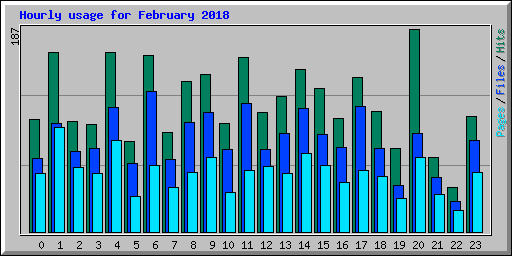 Hourly usage for February 2018
187
Pages / Files / Hits
0 1 2 3 4 5 6 7 8 9 10 11 12 13 14 15 16 17 18 19 20 21 22 23